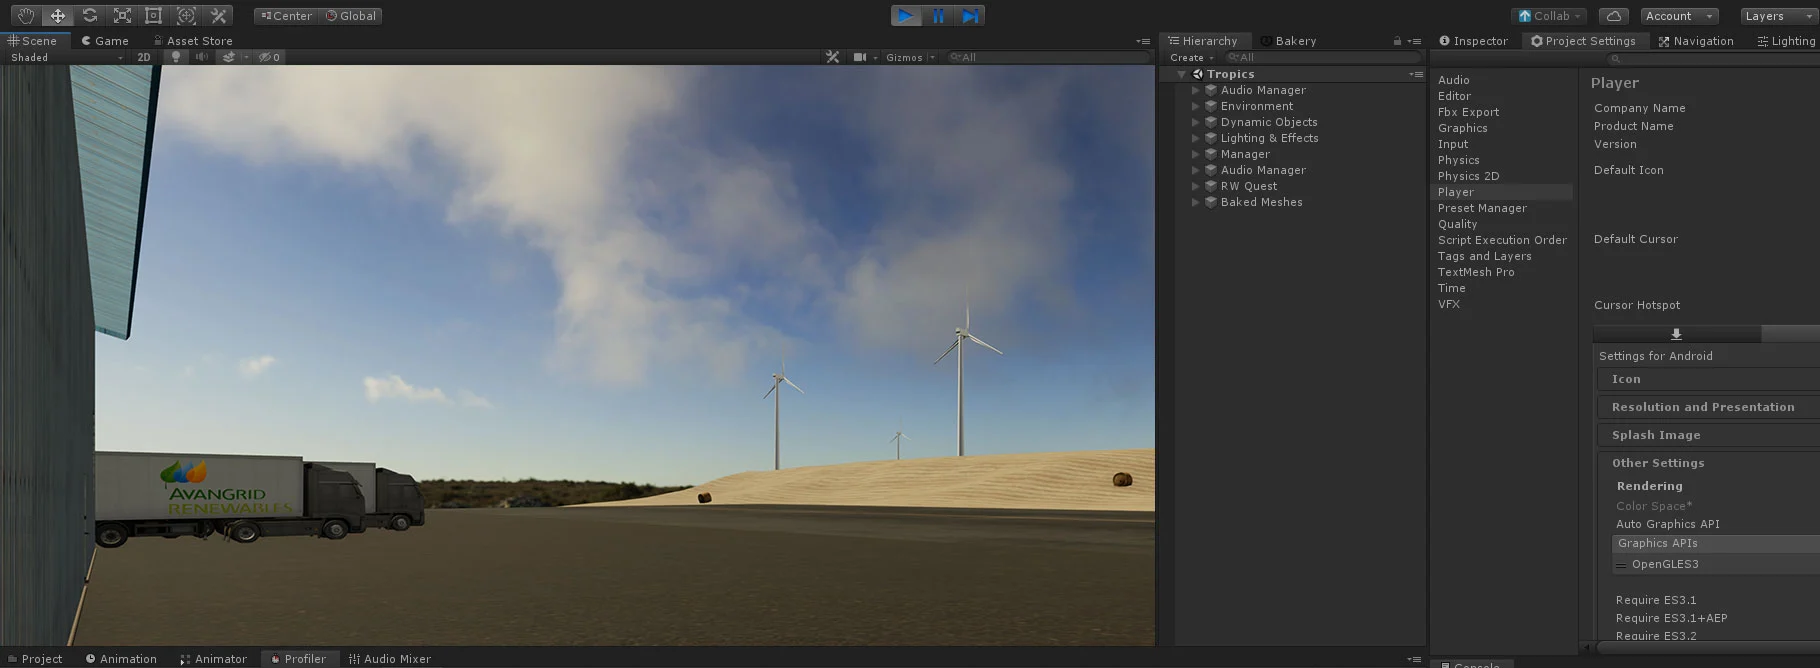 Center Global
Collab Account Layers
Scene Game Asset Store
Shaded 2D 0 Gizmos All
AVANGRID
RENEWABLES
Hierarchy Bakery
Create All
Tropics
Audio Manager
Environment
Dynamic Objects
Lighting & Effects
Manager
Audio Manager
RW Quest
Baked Meshes
Inspector Project Settings Navigation Lighting
Audio
Editor
Fbx Export
Graphics
Input
Physics
Physics 2D
Player
Preset Manager
Quality
Script Execution Order
Tags and Layers
TextMesh Pro
Time
VFX
Player
Company Name
Product Name
Version
Default Icon
Default Cursor
Cursor Hotspot
Settings for Android
Icon
Resolution and Presentation
Splash Image
Other Settings
Rendering
Color Space*
Auto Graphics API
Graphics APIs
OpenGLES3
Require ES3.1
Require ES3.1+AEP
Require ES3.2
Project Animation Animator Profiler Audio Mixer
Console